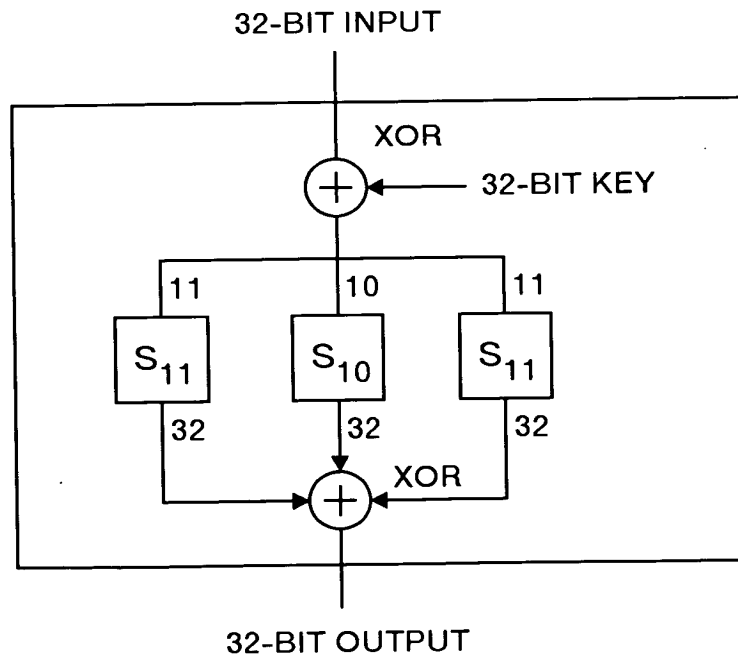 32-BIT INPUT
XOR
32-BIT KEY
11 10 11
S11 S10 S11
32 32 32
XOR
32-BIT OUTPUT